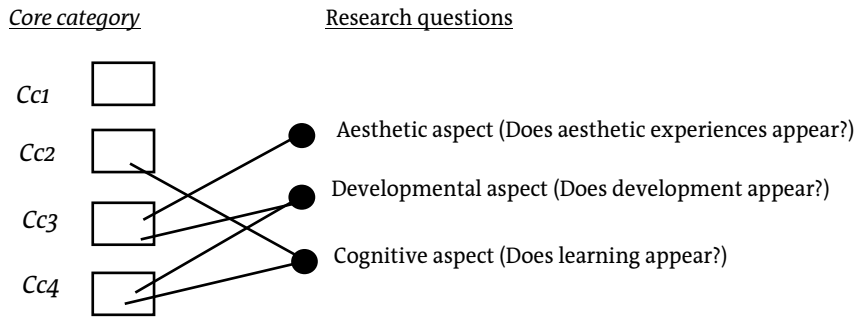 Core category
Research questions
Cc1
Aesthetic aspect (Does aesthetic experiences appear?)
Cc2
Developmental aspect (Does development appear?)
Cc3
Cognitive aspect (Does learning appear?)
Cc4